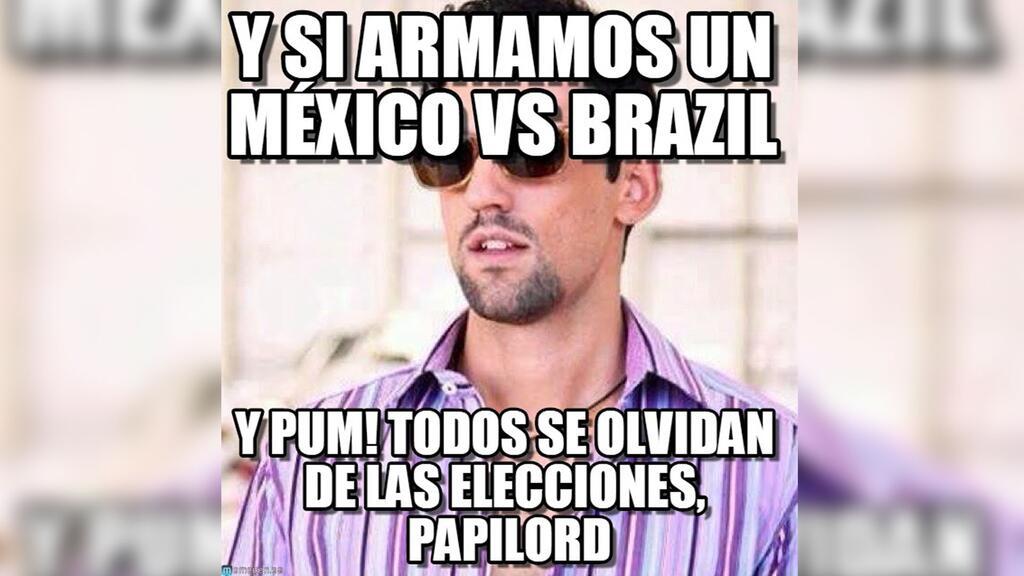 Y SI ARMAMOS UN
MÉXICO VS BRAZIL
Y PUM! TODOS SE OLVIDAN
DE LAS ELECCIONES,
PAPILORD